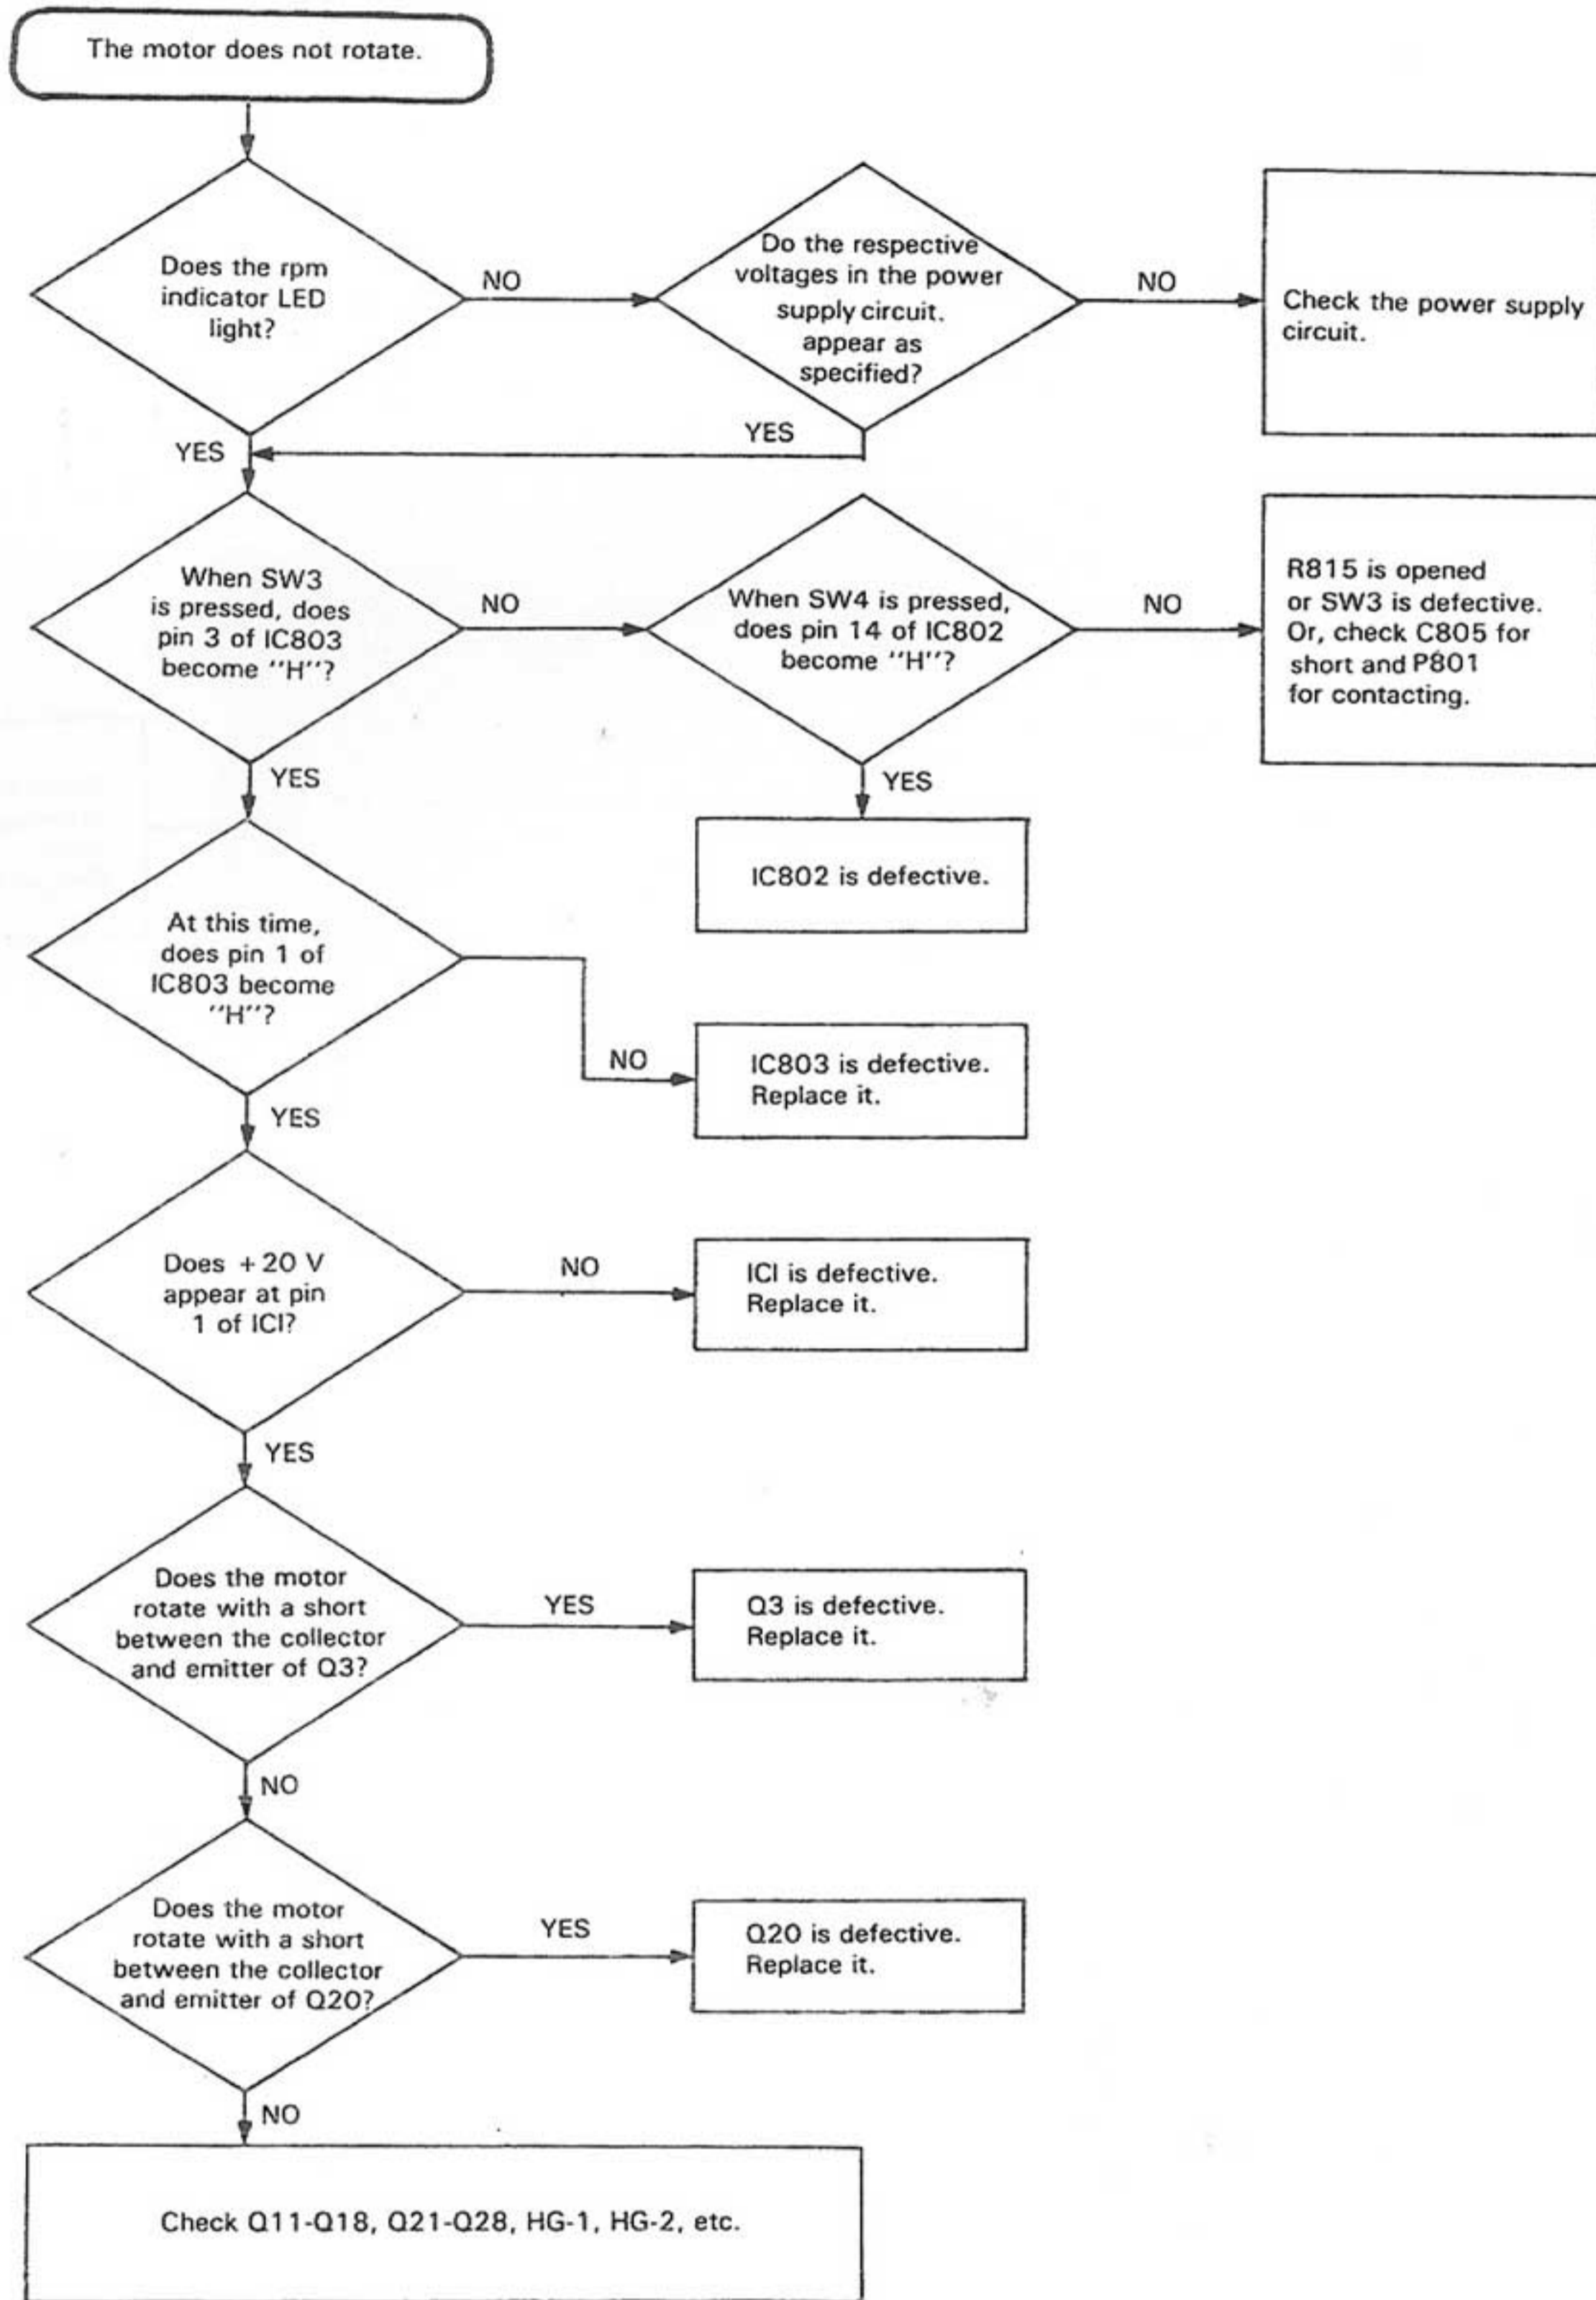 The motor does not rotate.
Does the rpm
indicator LED
light?
NO
Do the respective
voltages in the power
supply circuit.
appear as
specified?
NO
Check the power supply
circuit.
YES
YES
When SW3
is pressed, does
pin 3 of IC803
become "H"?
NO
When SW4 is pressed,
does pin 14 of IC802
become "H"?
NO
R815 is opened
or SW3 is defective.
Or, check C805 for
short and P801
for contacting.
YES
YES
IC802 is defective.
At this time,
does pin 1 of
IC803 become
"H"?
NO
IC803 is defective.
Replace it.
YES
Does +20 V
appear at pin
1 of ICI?
NO
ICI is defective.
Replace it.
YES
Does the motor
rotate with a short
between the collector
and emitter of Q3?
YES
Q3 is defective.
Replace it.
NO
Does the motor
rotate with a short
between the collector
and emitter of Q20?
YES
Q20 is defective.
Replace it.
NO
Check Q11-Q18, Q21-Q28, HG-1, HG-2, etc.